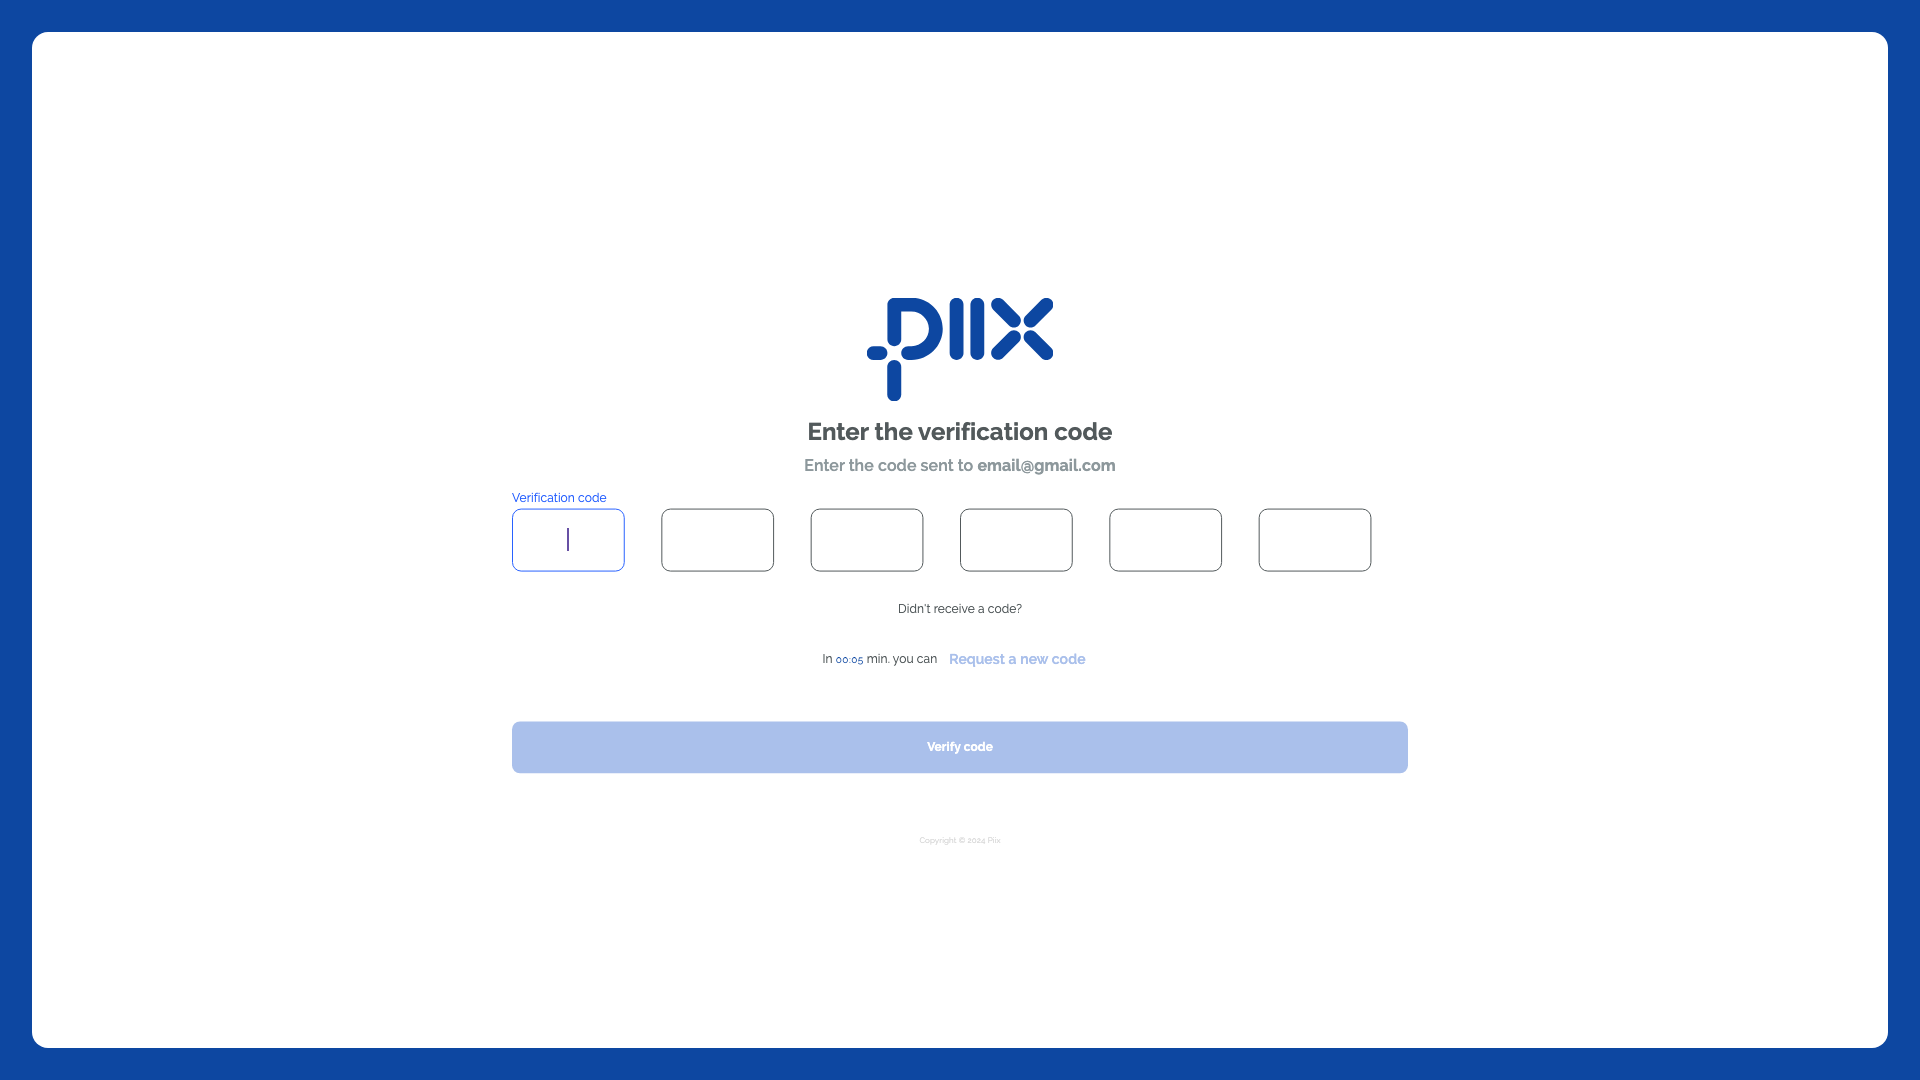 piix
Enter the verification code
Enter the code sent to email@gmail.com
Verification code
Didn't receive a code?
In 00:05 min. you can Request a new code
Verify code
Copyright © 2024 Piix